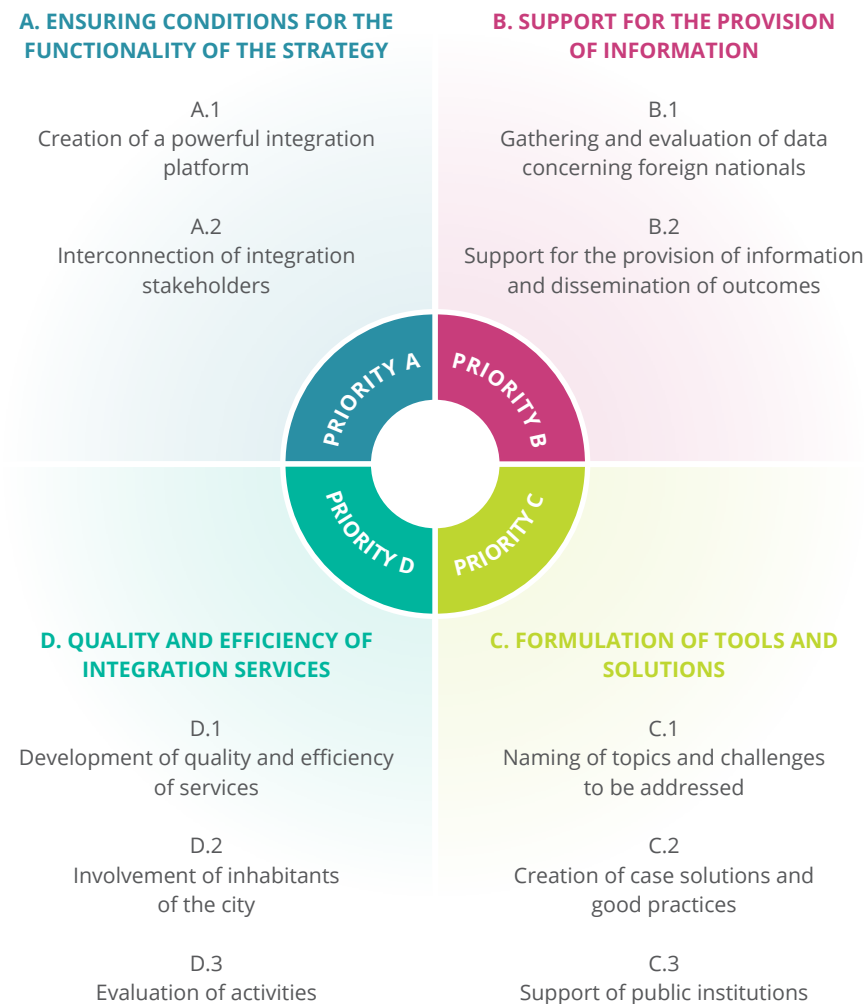 A. ENSURING CONDITIONS FOR THE
FUNCTIONALITY OF THE STRATEGY
A.1
Creation of a powerful integration
platform
A.2
Interconnection of integration
stakeholders
B. SUPPORT FOR THE PROVISION
OF INFORMATION
B.1
Gathering and evaluation of data
concerning foreign nationals
B.2
Support for the provision of information
and dissemination of outcomes
PRIORITY A
PRIORITY B
PRIORITY D
PRIORITY C
D. QUALITY AND EFFICIENCY OF
INTEGRATION SERVICES
D.1
Development of quality and efficiency
of services
D.2
Involvement of inhabitants
of the city
D.3
Evaluation of activities
C. FORMULATION OF TOOLS AND
SOLUTIONS
C.1
Naming of topics and challenges
to be addressed
C.2
Creation of case solutions and
good practices
C.3
Support of public institutions